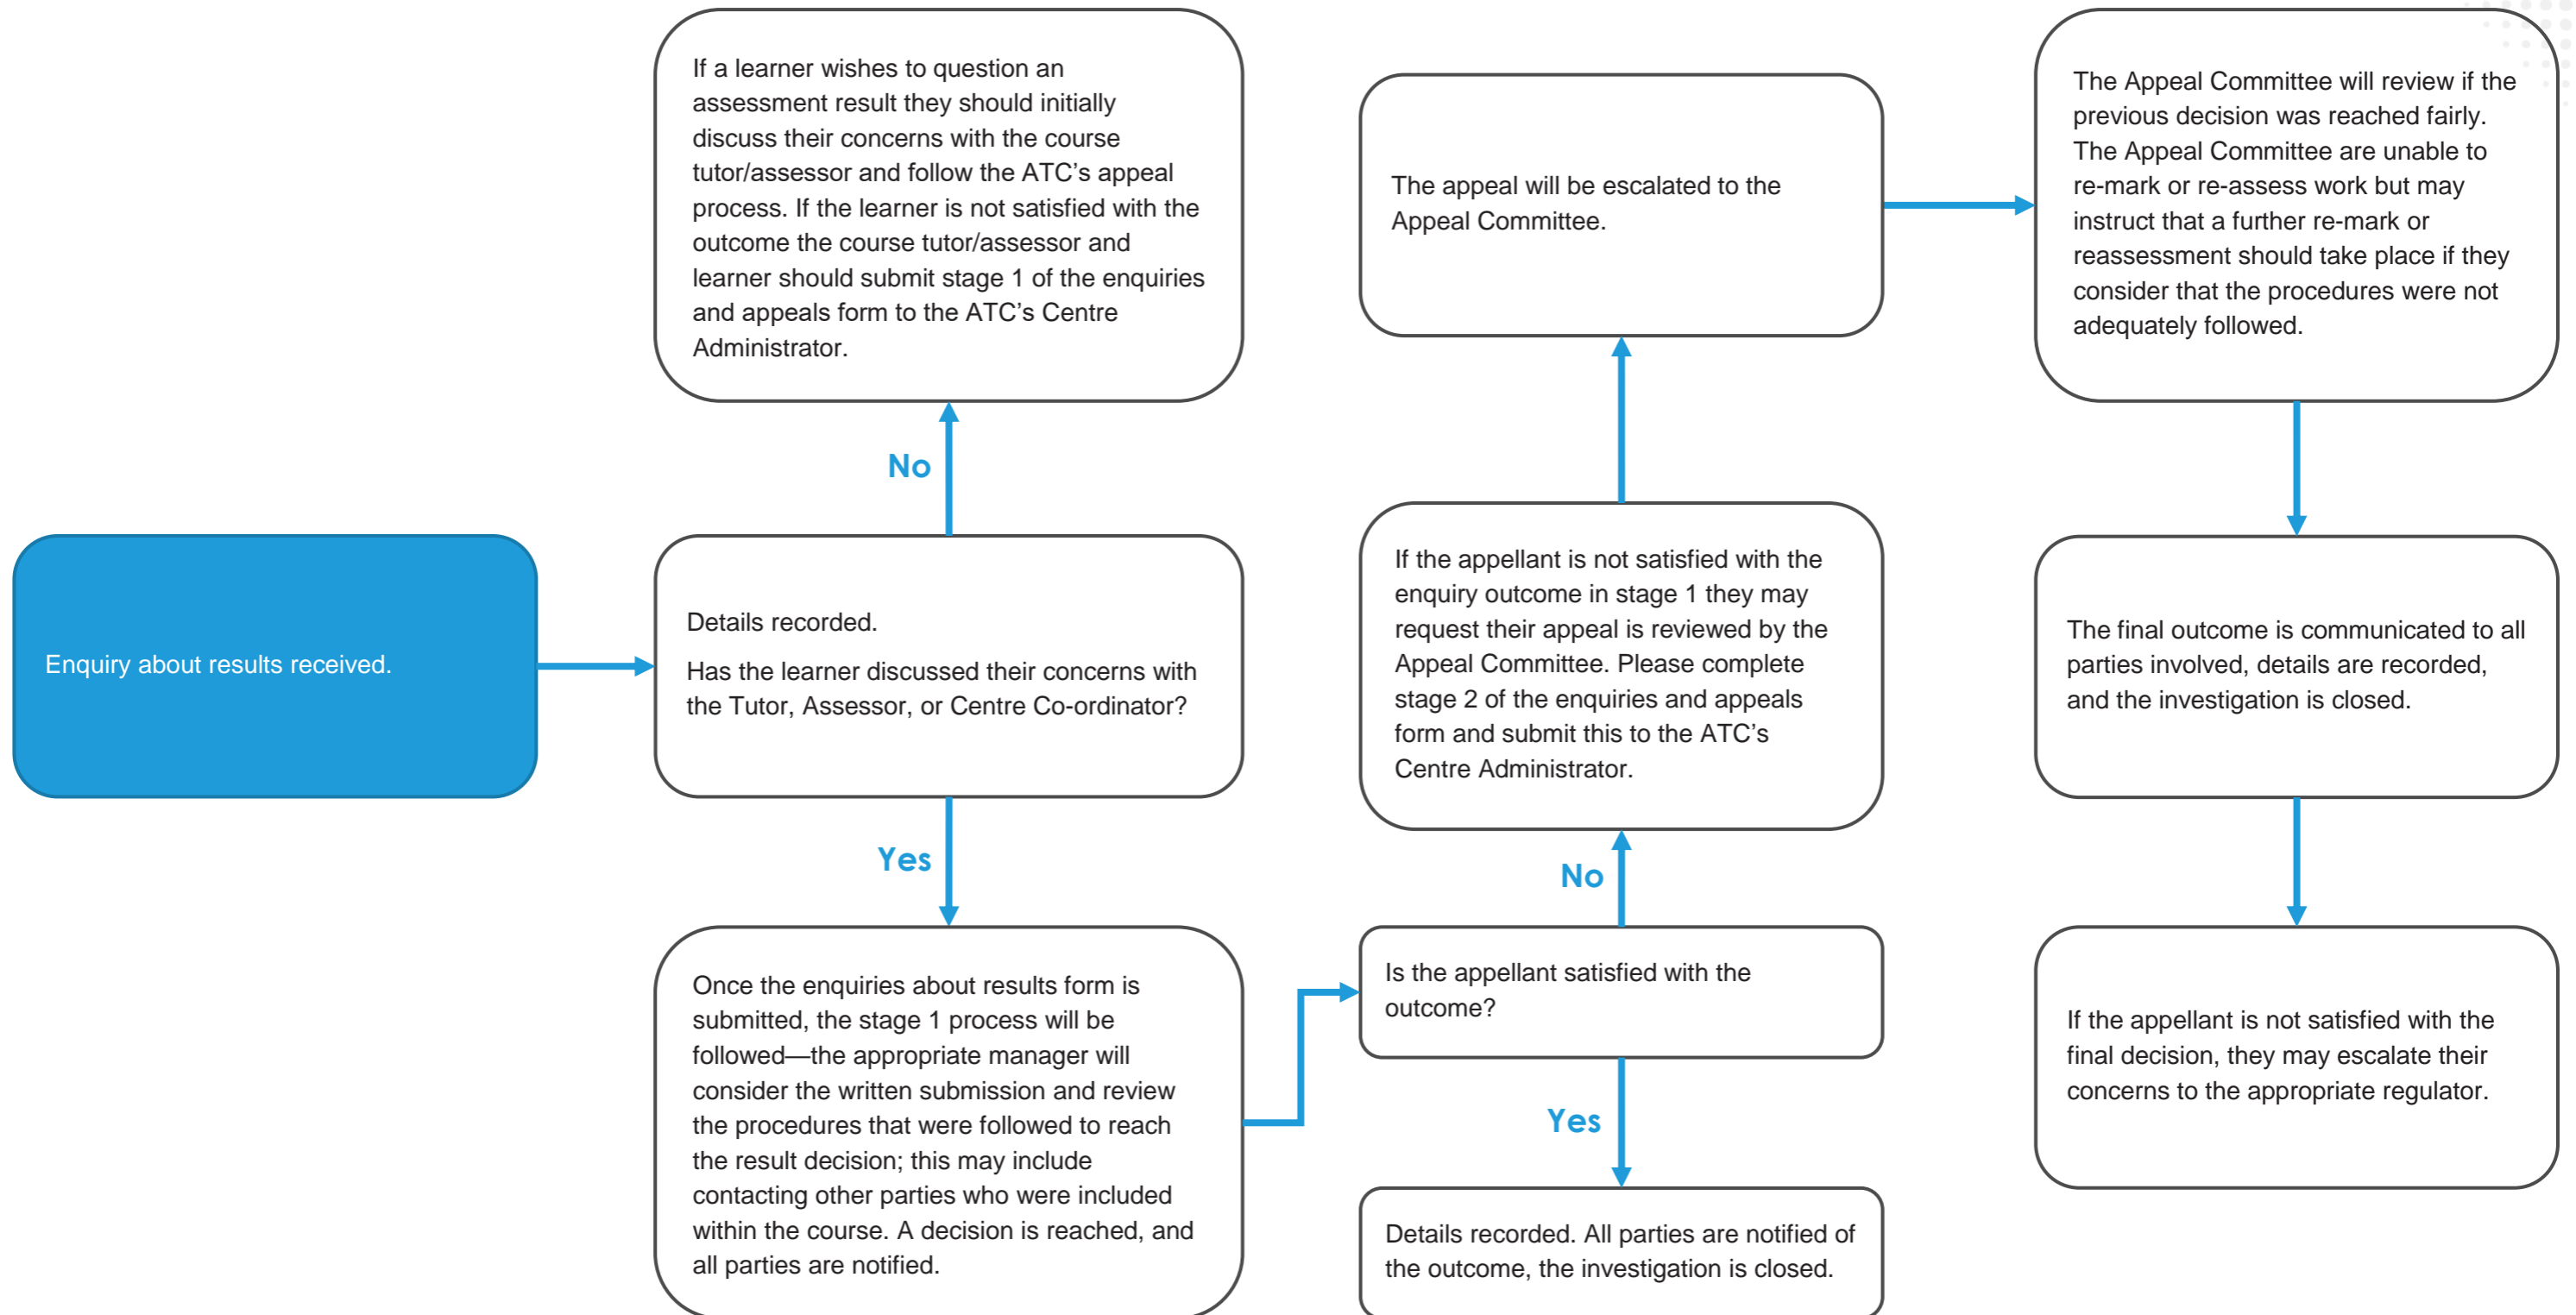 Enquiry about results received.
If a learner wishes to question an
assessment result they should initially
discuss their concerns with the course
tutor/assessor and follow the ATC’s appeal
process. If the learner is not satisfied with the
outcome the course tutor/assessor and
learner should submit stage 1 of the enquiries
and appeals form to the ATC’s Centre
Administrator.
No
Details recorded.
Has the learner discussed their concerns with
the Tutor, Assessor, or Centre Co-ordinator?
Yes
Once the enquiries about results form is
submitted, the stage 1 process will be
followed—the appropriate manager will
consider the written submission and review
the procedures that were followed to reach
the result decision; this may include
contacting other parties who were included
within the course. A decision is reached, and
all parties are notified.
The appeal will be escalated to the
Appeal Committee.
If the appellant is not satisfied with the
enquiry outcome in stage 1 they may
request their appeal is reviewed by the
Appeal Committee. Please complete
stage 2 of the enquiries and appeals
form and submit this to the ATC’s
Centre Administrator.
No
Is the appellant satisfied with the
outcome?
Yes
Details recorded. All parties are notified of
the outcome, the investigation is closed.
The Appeal Committee will review if the
previous decision was reached fairly.
The Appeal Committee are unable to
re-mark or re-assess work but may
instruct that a further re-mark or
reassessment should take place if they
consider that the procedures were not
adequately followed.
The final outcome is communicated to all
parties involved, details are recorded,
and the investigation is closed.
If the appellant is not satisfied with the
final decision, they may escalate their
concerns to the appropriate regulator.